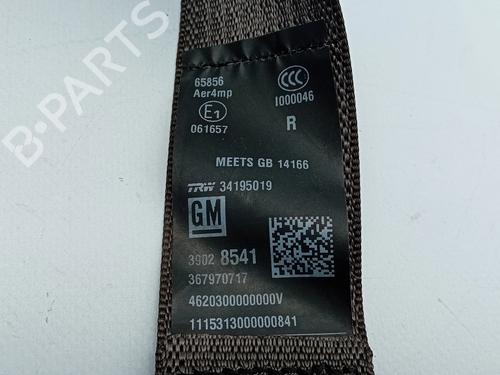 B-PARTS
65856
Aer4mp
CCC
E1
I000046
061657
R
MEETS GB 14166
TRW 34195019
GM
3902 8541
367970717
4620300000000V
1115313000000841